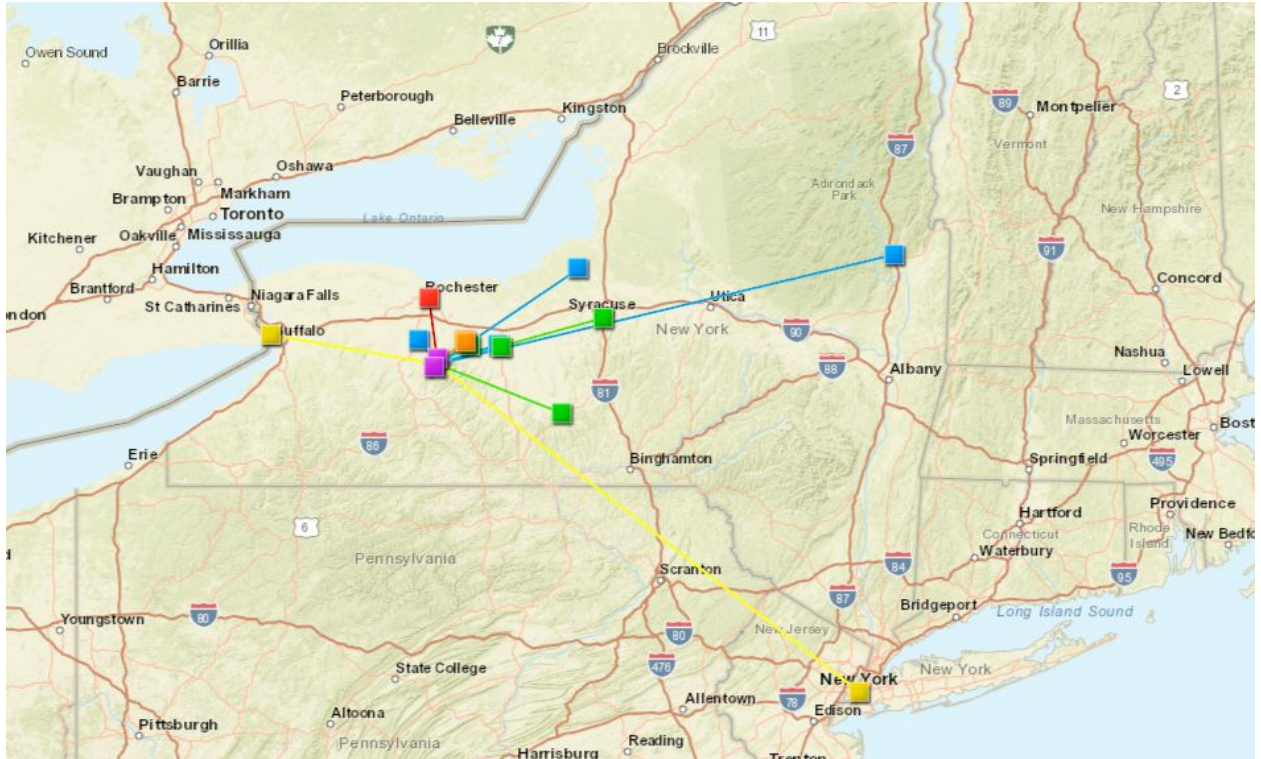 Owen Sound
Orillia
7
11
Brockville
Barrie
Peterborough
Kingston
Belleville
89
Montpelier
2
Vermont
87
Vaughan
Oshawa
Markham
Brampton
Toronto
Adirondack
Park
New Hampshire
Lake Ontario
Kitchener
Oakville
Mississauga
91
Hamilton
Brantford
Niagara Falls
Rochester
Concord
St Catharines
Syracuse
Utica
ondon
uffalo
New York
90
Nashua
88
Albany
Lowell
81
Massachusetts
Bost
Worcester
86
Erie
Binghamton
Springfield
495
Providence
6
Hartford
Connecticut
Rhode
Island
New Bedfo
d
Pennsylvania
Waterbury
Scranton
84
95
87
Bridgeport
Long Island Sound
Youngstown
80
80
New Jersey
State College
476
New York
New York
Allentown
78
Edison
Altoona
Pittsburgh
Pennsylvania
Reading
Harrisburg
Trenton